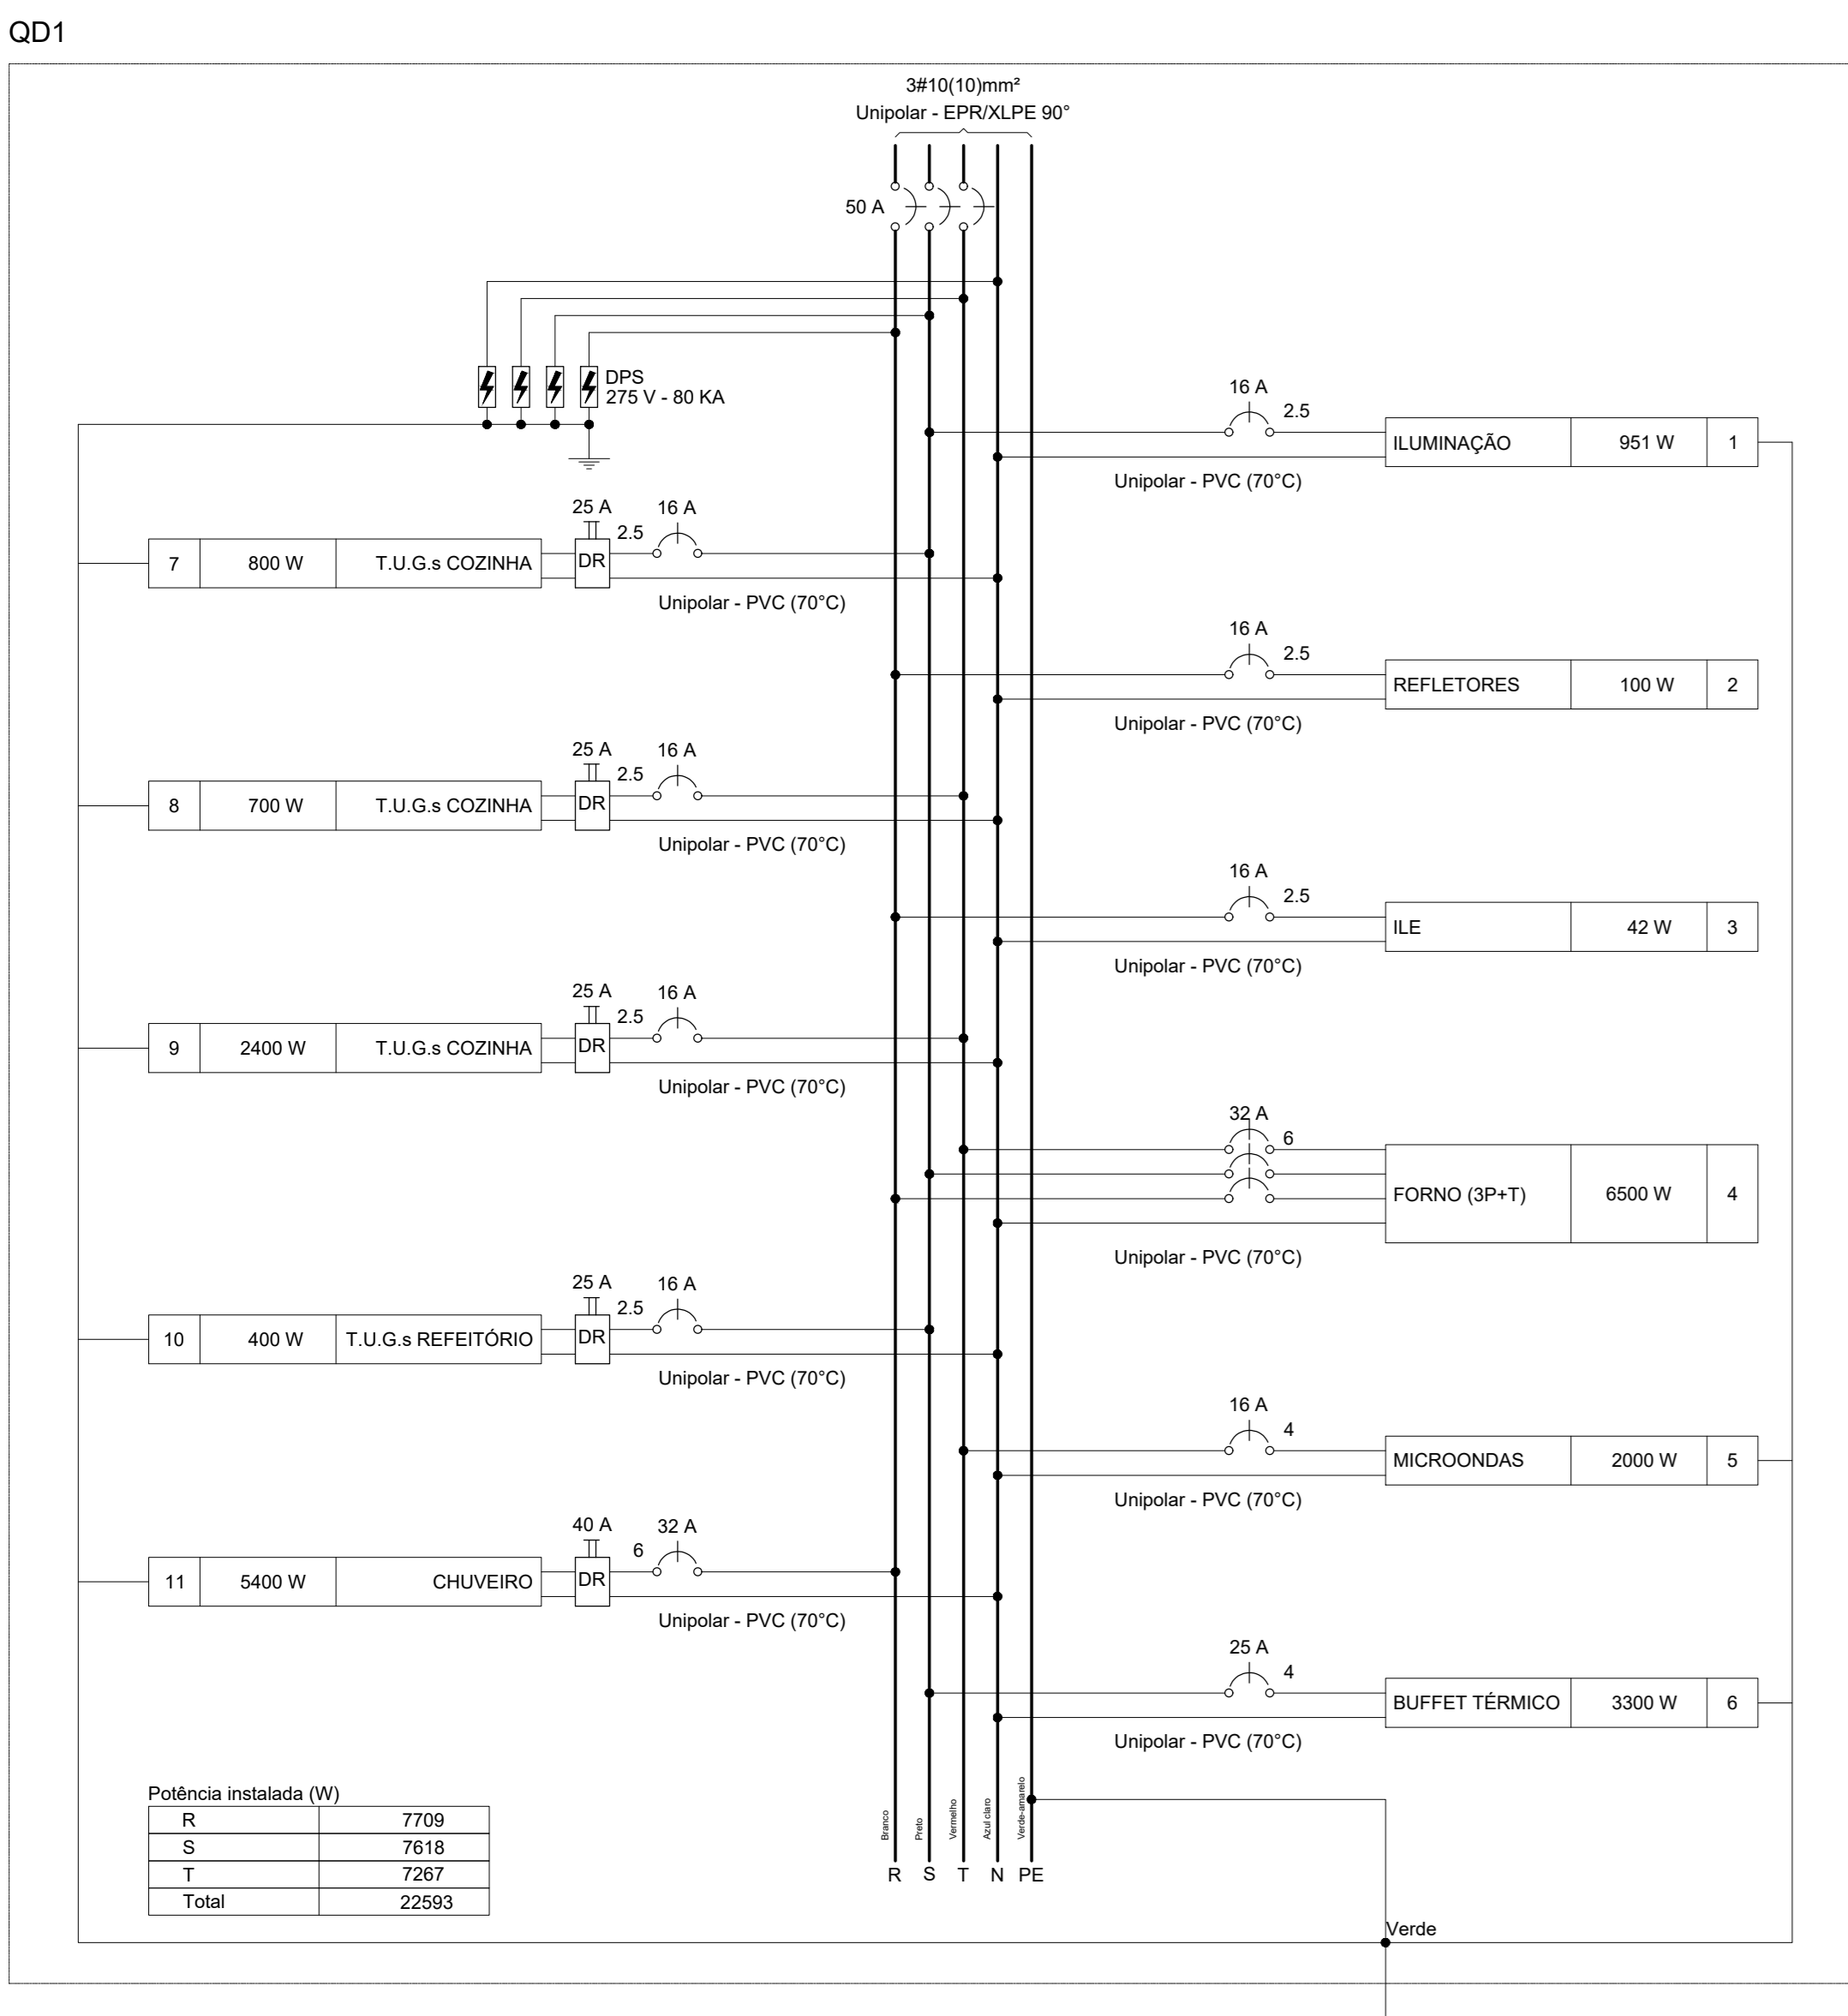 QD1
3#10(10)mm²
Unipolar - EPR/XLPE 90°
50 A
DPS
275 V - 80 KA
16 A
2.5
ILUMINAÇÃO 951 W 1
Unipolar - PVC (70°C)
25 A 16 A
2.5
7 800 W T.U.G.s COZINHA DR
Unipolar - PVC (70°C)
16 A
2.5
REFLETORES 100 W 2
Unipolar - PVC (70°C)
25 A 16 A
2.5
8 700 W T.U.G.s COZINHA DR
Unipolar - PVC (70°C)
16 A
2.5
ILE 42 W 3
Unipolar - PVC (70°C)
25 A 16 A
2.5
9 2400 W T.U.G.s COZINHA DR
Unipolar - PVC (70°C)
32 A
6
FORNO (3P+T) 6500 W 4
Unipolar - PVC (70°C)
25 A 16 A
2.5
10 400 W T.U.G.s REFEITÓRIO DR
Unipolar - PVC (70°C)
16 A
4
MICROONDAS 2000 W 5
Unipolar - PVC (70°C)
40 A 32 A
6
11 5400 W CHUVEIRO DR
Unipolar - PVC (70°C)
25 A
4
BUFFET TÉRMICO 3300 W 6
Unipolar - PVC (70°C)
Potência instalada (W)
R 7709
S 7618
T 7267
Total 22593
Branco
Preto
Vermelho
Azul claro
Verde-amarelo
R S T N PE
Verde